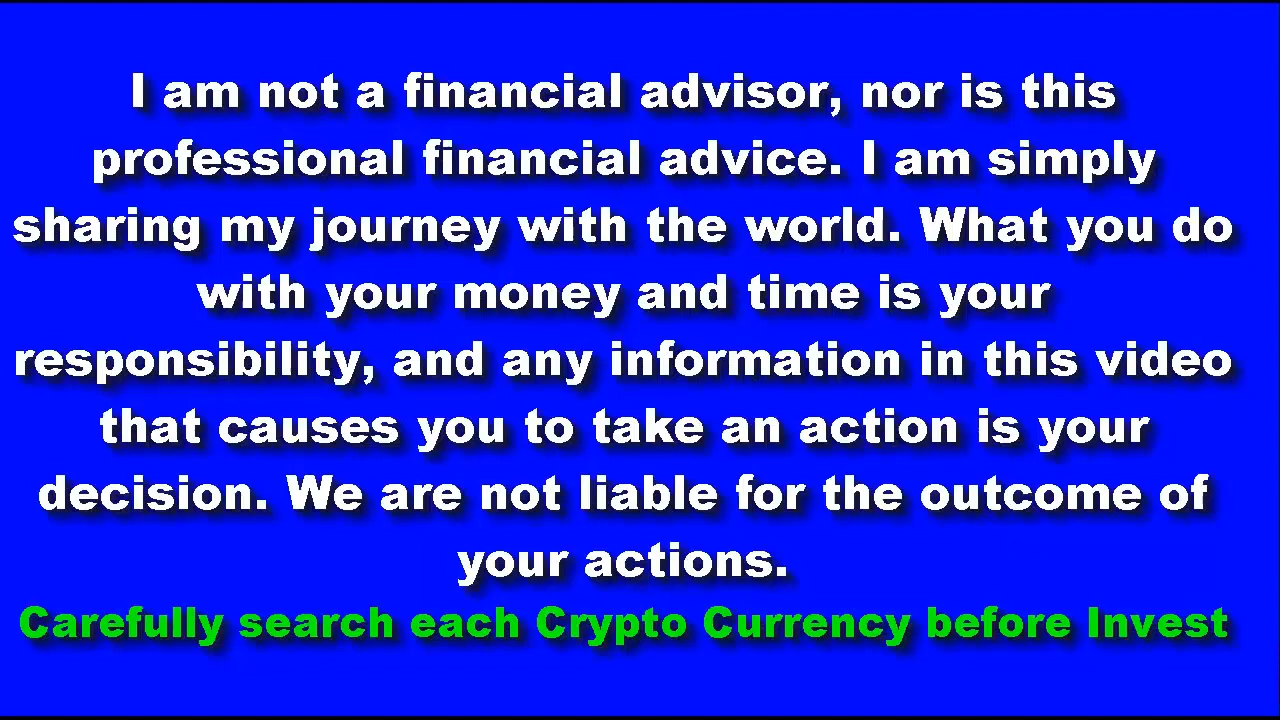 I am not a financial advisor, nor is this
professional financial advice. I am simply
sharing my journey with the world. What you do
with your money and time is your
responsibility, and any information in this video
that causes you to take an action is your
decision. We are not liable for the outcome of
your actions.
Carefully search each Crypto Currency before Invest